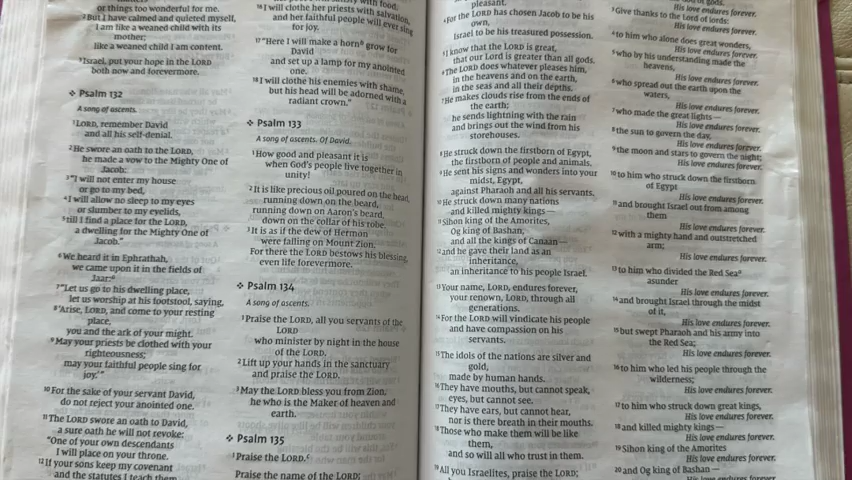 or things too wonderful for me.
2 But I have calmed and quieted myself,
I am like a weaned child with its
mother;
like a weaned child I am content.
3 Israel, put your hope in the LORD
both now and forevermore.
❖ Psalm 132
A song of ascents.
1 LORD, remember David
and all his self-denial.
2 He swore an oath to the LORD,
he made a vow to the Mighty One of
Jacob:
3 "I will not enter my house
or go to my bed,
4 I will allow no sleep to my eyes
or slumber to my eyelids,
5 till I find a place for the LORD,
a dwelling for the Mighty One of
Jacob."
6 We heard it in Ephrathah,
we came upon it in the fields of
Jaar:
7 "Let us go to his dwelling place,
let us worship at his footstool, saying,
8 'Arise, LORD, and come to your resting
place,
you and the ark of your might.
9 May your priests be clothed with your
righteousness;
may your faithful people sing for
joy.'"
10 For the sake of your servant David,
do not reject your anointed one.
11 The LORD swore an oath to David,
a sure oath he will not revoke:
"One of your own descendants
I will place on your throne.
12 If your sons keep my covenant
and the statutes I teach them,
16 I will clothe her priests with salvation,
and her faithful people will ever sing
for joy.
17 "Here I will make a horn b grow for
David
and set up a lamp for my anointed
one.
18 I will clothe his enemies with shame,
but his head will be adorned with a
radiant crown."
❖ Psalm 133
A song of ascents. Of David.
1 How good and pleasant it is
when God's people live together in
unity!
2 It is like precious oil poured on the head,
running down on the beard,
running down on Aaron's beard,
down on the collar of his robe.
3 It is as if the dew of Hermon
were falling on Mount Zion.
For there the LORD bestows his blessing,
even life forevermore.
❖ Psalm 134
A song of ascents.
1 Praise the LORD, all you servants of the
LORD
who minister by night in the house
of the LORD.
2 Lift up your hands in the sanctuary
and praise the LORD.
3 May the LORD bless you from Zion,
he who is the Maker of heaven and
earth.
❖ Psalm 135
1 Praise the LORD. c
Praise the name of the LORD;
pleasant.
4 For the LORD has chosen Jacob to be his
own,
Israel to be his treasured possession.
5 I know that the LORD is great,
that our Lord is greater than all gods.
6 The LORD does whatever pleases him,
in the heavens and on the earth,
in the seas and all their depths.
7 He makes clouds rise from the ends of
the earth;
he sends lightning with the rain
and brings out the wind from his
storehouses.
8 He struck down the firstborn of Egypt,
the firstborn of people and animals.
9 He sent his signs and wonders into your
midst, Egypt,
against Pharaoh and all his servants.
10 He struck down many nations
and killed mighty kings—
11 Sihon king of the Amorites,
Og king of Bashan,
and all the kings of Canaan—
12 and he gave their land as an
inheritance,
an inheritance to his people Israel.
13 Your name, LORD, endures forever,
your renown, LORD, through all
generations.
14 For the LORD will vindicate his people
and have compassion on his
servants.
15 The idols of the nations are silver and
gold,
made by human hands.
16 They have mouths, but cannot speak,
eyes, but cannot see.
17 They have ears, but cannot hear,
nor is there breath in their mouths.
18 Those who make them will be like
them,
and so will all who trust in them.
19 All you Israelites, praise the LORD;
3 Give thanks to the Lord of lords:
His love endures forever.
4 to him who alone does great wonders,
His love endures forever.
5 who by his understanding made the
heavens,
His love endures forever.
6 who spread out the earth upon the
waters,
His love endures forever.
7 who made the great lights—
His love endures forever.
8 the sun to govern the day,
His love endures forever.
9 the moon and stars to govern the night;
His love endures forever.
10 to him who struck down the firstborn
of Egypt
His love endures forever.
11 and brought Israel out from among
them
His love endures forever.
12 with a mighty hand and outstretched
arm;
His love endures forever.
13 to him who divided the Red Sea a
asunder
His love endures forever.
14 and brought Israel through the midst
of it,
His love endures forever.
15 but swept Pharaoh and his army into
the Red Sea;
His love endures forever.
16 to him who led his people through the
wilderness;
His love endures forever.
17 to him who struck down great kings,
His love endures forever.
18 and killed mighty kings—
His love endures forever.
19 Sihon king of the Amorites
His love endures forever.
20 and Og king of Bashan—
His love endures forever.